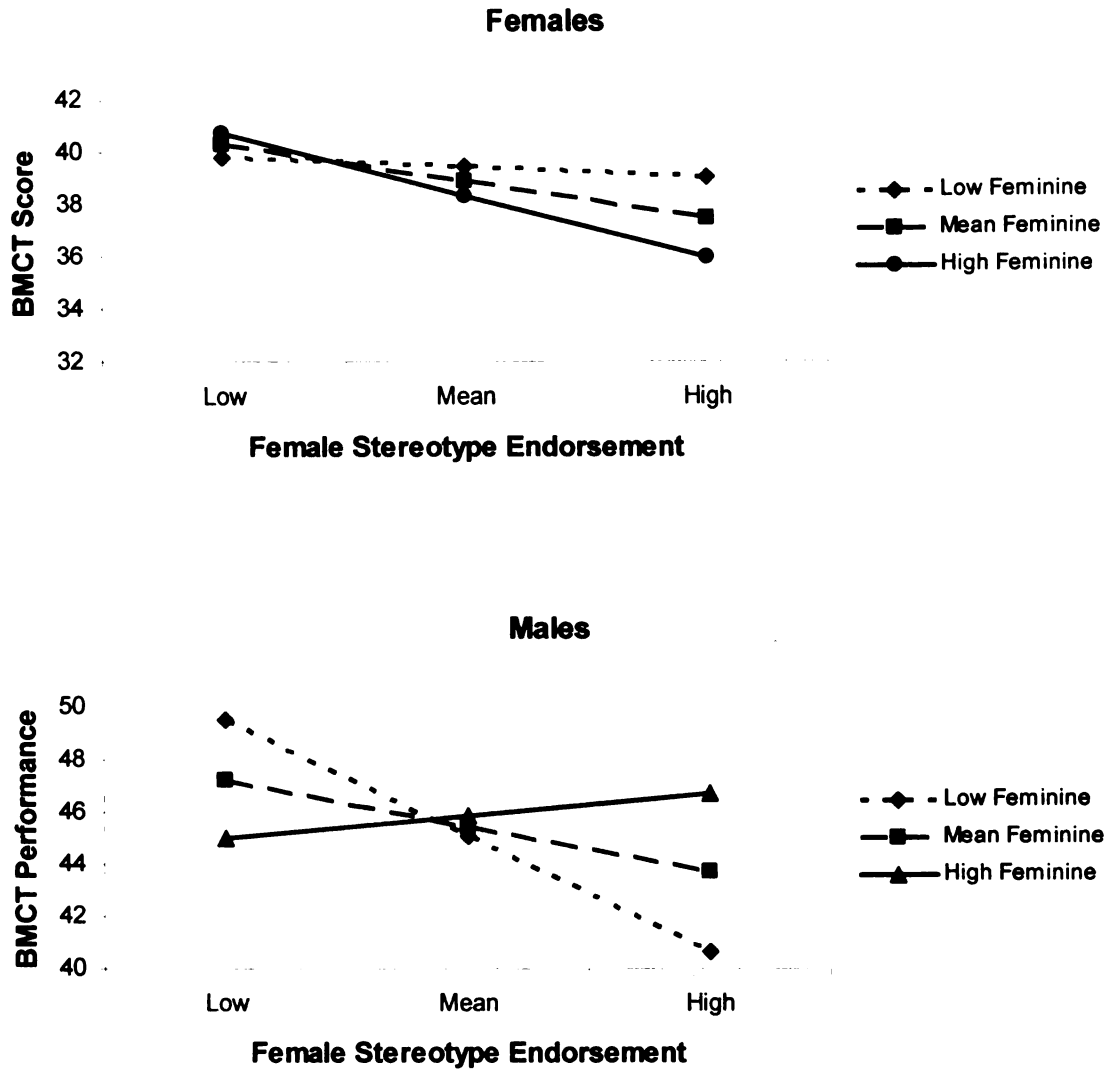 Females
42
40
38
36
34
32
BMCT Score
Low Mean High
Female Stereotype Endorsement
Low Feminine
Mean Feminine
High Feminine
Males
50
48
46
44
42
40
BMCT Performance
Low Mean High
Female Stereotype Endorsement
Low Feminine
Mean Feminine
High Feminine